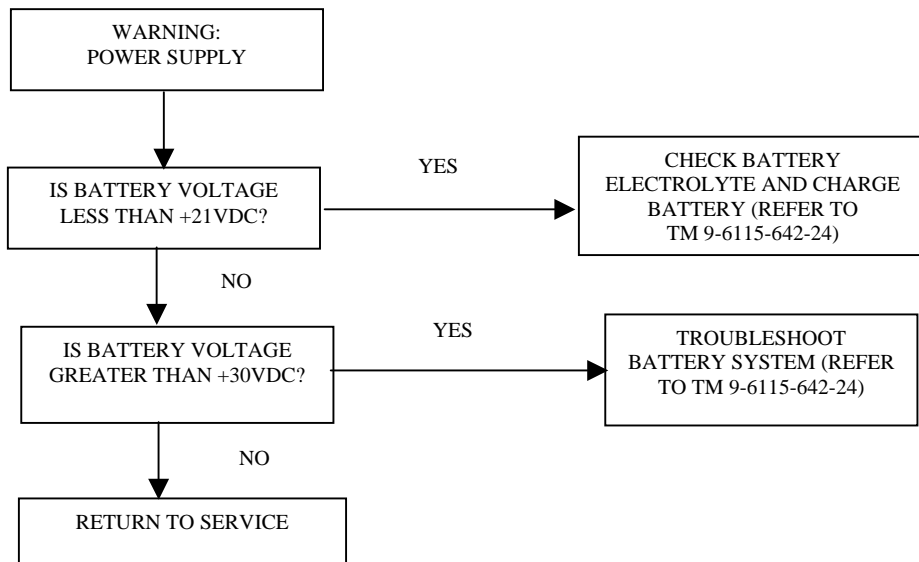 WARNING:
POWER SUPPLY
YES
IS BATTERY VOLTAGE
LESS THAN +21VDC?
CHECK BATTERY
ELECTROLYTE AND CHARGE
BATTERY (REFER TO
TM 9-6115-642-24)
NO
YES
IS BATTERY VOLTAGE
GREATER THAN +30VDC?
TROUBLESHOOT
BATTERY SYSTEM (REFER
TO TM 9-6115-642-24)
NO
RETURN TO SERVICE